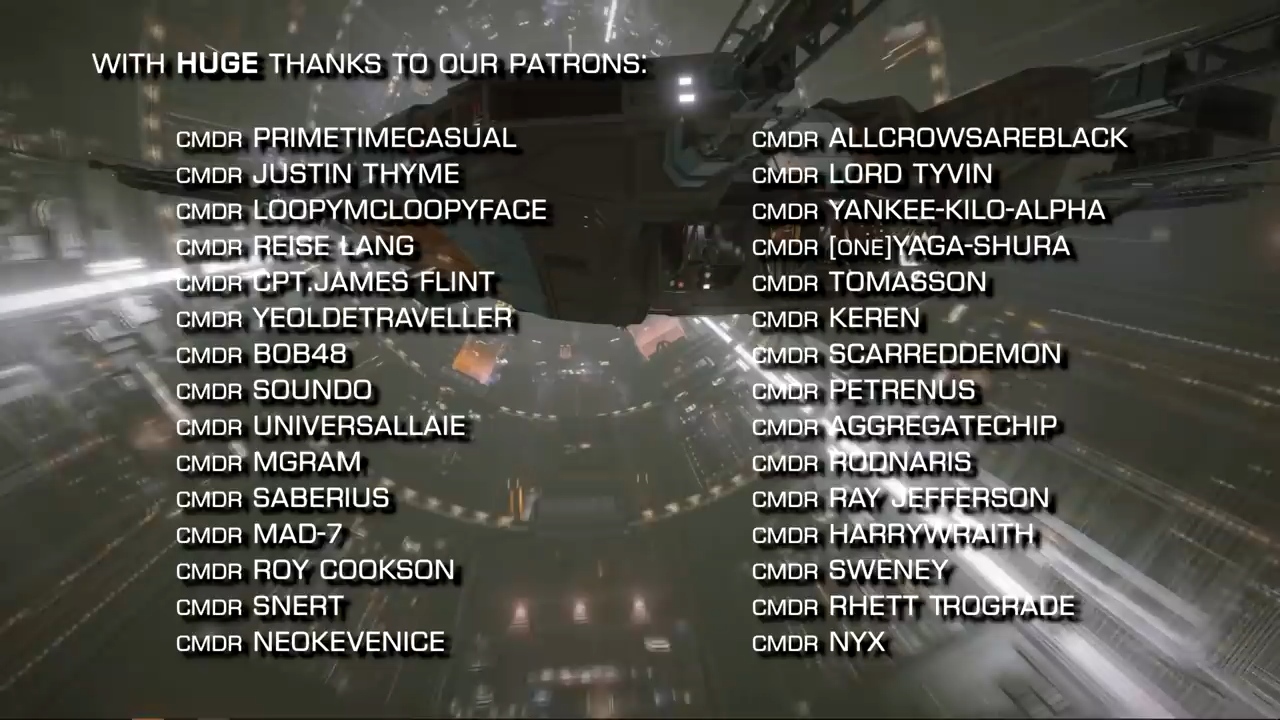 WITH HUGE THANKS TO OUR PATRONS:
CMDR PRIMETIMECASUAL
CMDR JUSTIN THYME
CMDR LOOPYMCLOOPYFACE
CMDR REISE LANG
CMDR CPT.JAMES FLINT
CMDR YEOLDETRAVELLER
CMDR BOB48
CMDR SOUNDO
CMDR UNIVERSALLAIE
CMDR MGRAM
CMDR SABERIUS
CMDR MAD-7
CMDR ROY COOKSON
CMDR SNERT
CMDR NEOKEVENICE
CMDR ALLCROWSAREBLACK
CMDR LORD TYVIN
CMDR YANKEE-KILO-ALPHA
CMDR [ONE]YAGA-SHURA
CMDR TOMASSON
CMDR KEREN
CMDR SCARREDDEMON
CMDR PETRENUS
CMDR AGGREGATECHIP
CMDR RODNARIS
CMDR RAY JEFFERSON
CMDR HARRYWRAITH
CMDR SWENEY
CMDR RHETT TROGRADE
CMDR NYX